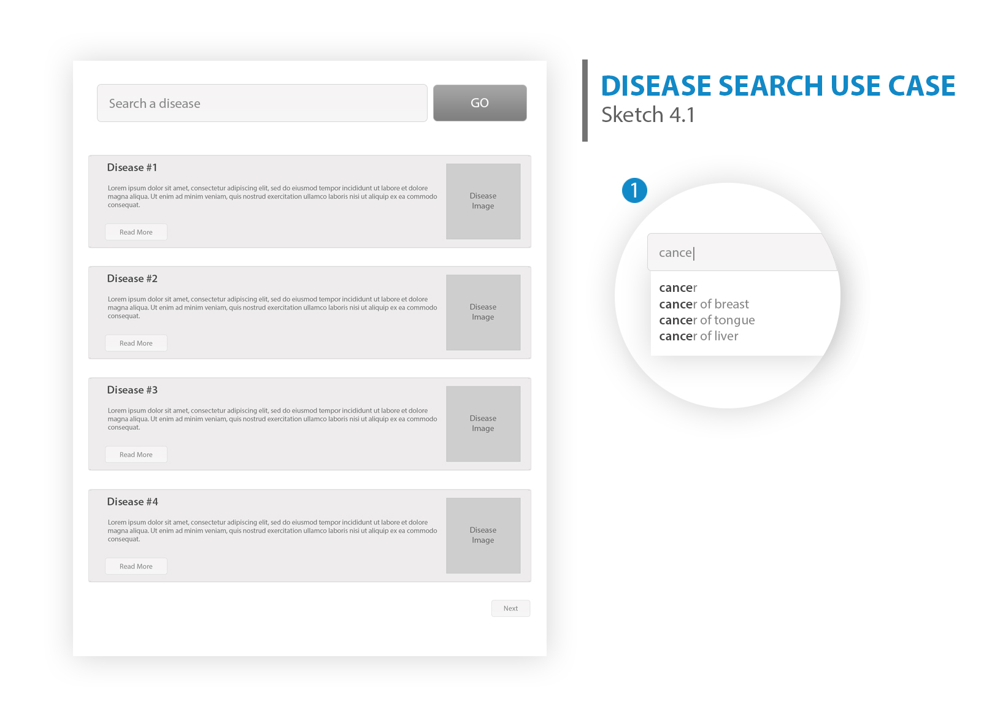 Search a disease
GO
Disease #1
Lorem ipsum dolor sit amet, consectetur adipiscing elit, sed do eiusmod tempor incididunt ut labore et dolore
magna aliqua. Ut enim ad minim veniam, quis nostrud exercitation ullamco laboris nisi ut aliquip ex ea commodo
consequat.
Read More
Disease
Image
Disease #2
Lorem ipsum dolor sit amet, consectetur adipiscing elit, sed do eiusmod tempor incididunt ut labore et dolore
magna aliqua. Ut enim ad minim veniam, quis nostrud exercitation ullamco laboris nisi ut aliquip ex ea commodo
consequat.
Read More
Disease
Image
Disease #3
Lorem ipsum dolor sit amet, consectetur adipiscing elit, sed do eiusmod tempor incididunt ut labore et dolore
magna aliqua. Ut enim ad minim veniam, quis nostrud exercitation ullamco laboris nisi ut aliquip ex ea commodo
consequat.
Read More
Disease
Image
Disease #4
Lorem ipsum dolor sit amet, consectetur adipiscing elit, sed do eiusmod tempor incididunt ut labore et dolore
magna aliqua. Ut enim ad minim veniam, quis nostrud exercitation ullamco laboris nisi ut aliquip ex ea commodo
consequat.
Read More
Disease
Image
Next
DISEASE SEARCH USE CASE
Sketch 4.1
1
cance
cancer
cancer of breast
cancer of tongue
cancer of liver